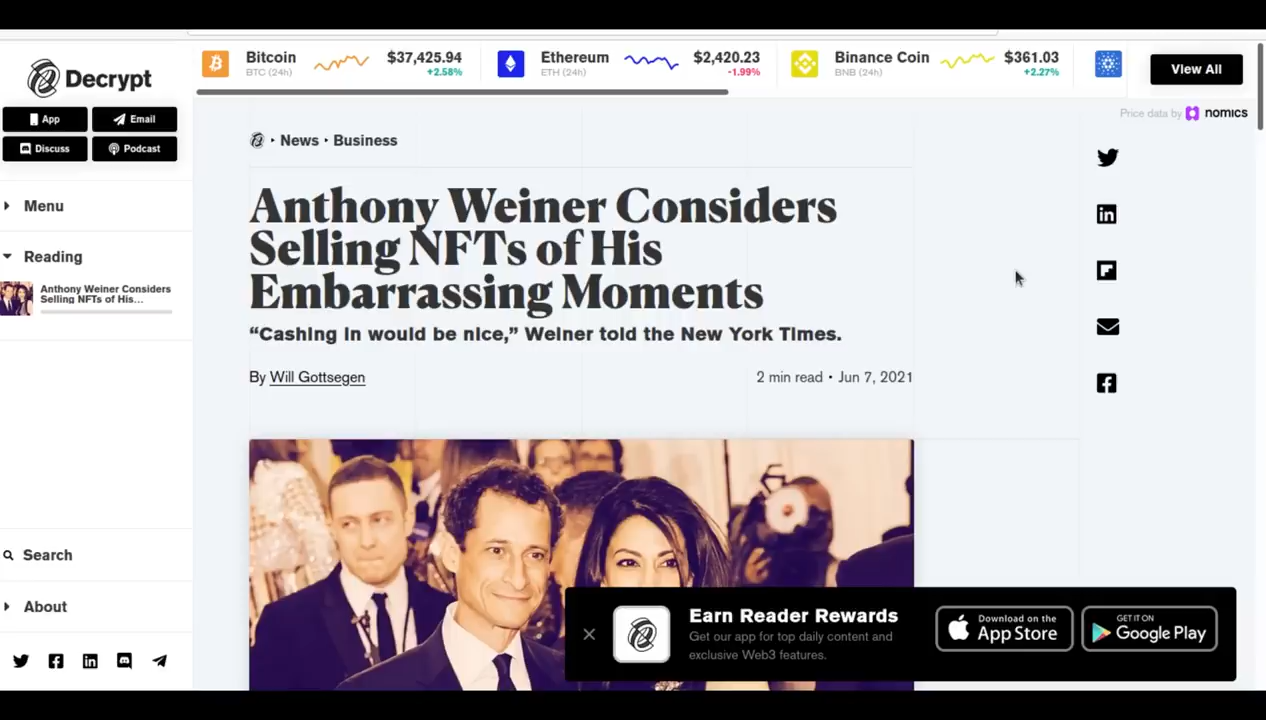 Decrypt
App
Email
Discuss
Podcast
Menu
Reading
Anthony Weiner Considers
Selling NFTs of His...
Search
About
Bitcoin
BTC (24h)
$37,425.94
+2.58%
Ethereum
ETH (24h)
$2,420.23
-1.99%
Binance Coin
BNB (24h)
$361.03
+2.27%
View All
Price data by nomics
News • Business
Anthony Weiner Considers
Selling NFTs of His
Embarrassing Moments
“Cashing in would be nice,” Weiner told the New York Times.
By Will Gottsegen
2 min read • Jun 7, 2021
Earn Reader Rewards
Get our app for top daily content and
exclusive Web3 features.
Download on the
App Store
GET IT ON
Google Play